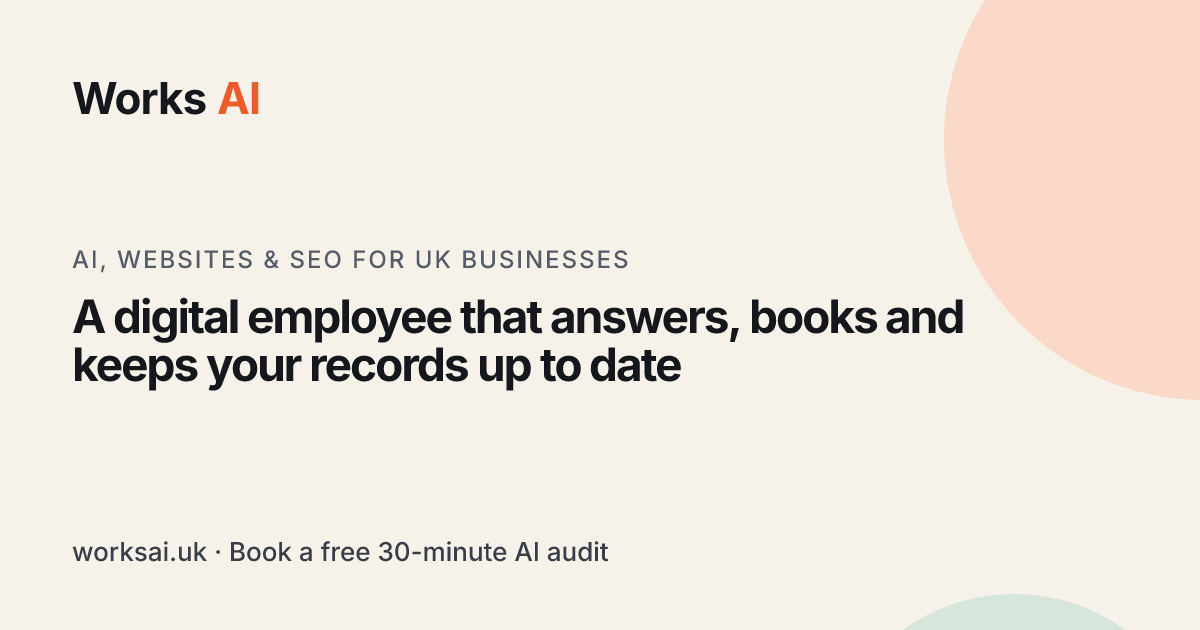 Works AI
AI, WEBSITES & SEO FOR UK BUSINESSES
A digital employee that answers, books and
keeps your records up to date
worksai.uk · Book a free 30-minute AI audit